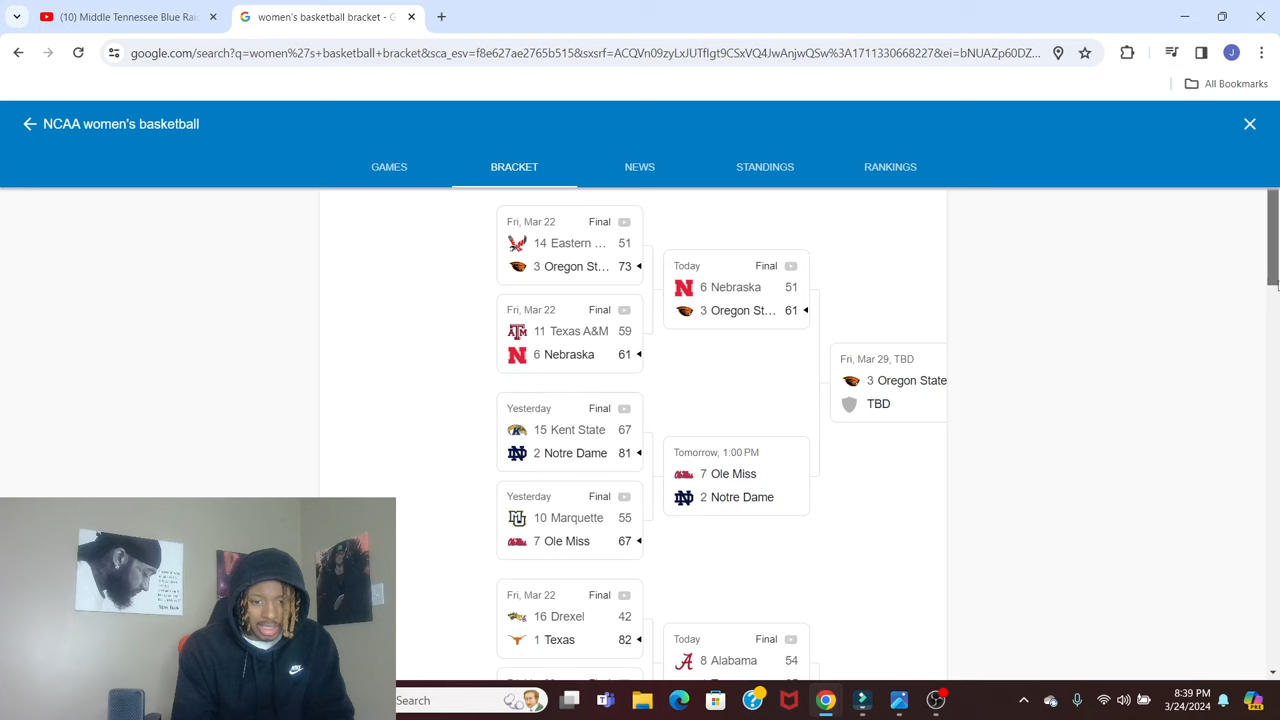 (10) Middle Tennessee Blue Rai
women's basketball bracket - G
google.com/search?q=women%27s+basketball+bracket&sca_esv=f8e627ae2765b515&sxsrf=ACQVn09zyLxJUTflgt9CSxVQ4JwAnjwQSw%3A1711330668227&ei=bNUAZp60DZ...
J
All Bookmarks
NCAA women's basketball
GAMES BRACKET NEWS STANDINGS RANKINGS
Fri, Mar 22 Final
14 Eastern ... 51
3 Oregon St... 73
Today Final
6 Nebraska 51
3 Oregon St... 61
Fri, Mar 22 Final
11 Texas A&M 59
6 Nebraska 61
Fri, Mar 29, TBD
3 Oregon State
TBD
Yesterday Final
15 Kent State 67
2 Notre Dame 81
Tomorrow, 1:00 PM
7 Ole Miss
2 Notre Dame
Yesterday Final
10 Marquette 55
7 Ole Miss 67
Fri, Mar 22 Final
16 Drexel 42
1 Texas 82
Today Final
8 Alabama 54
Search
8:39 PM
3/24/2024